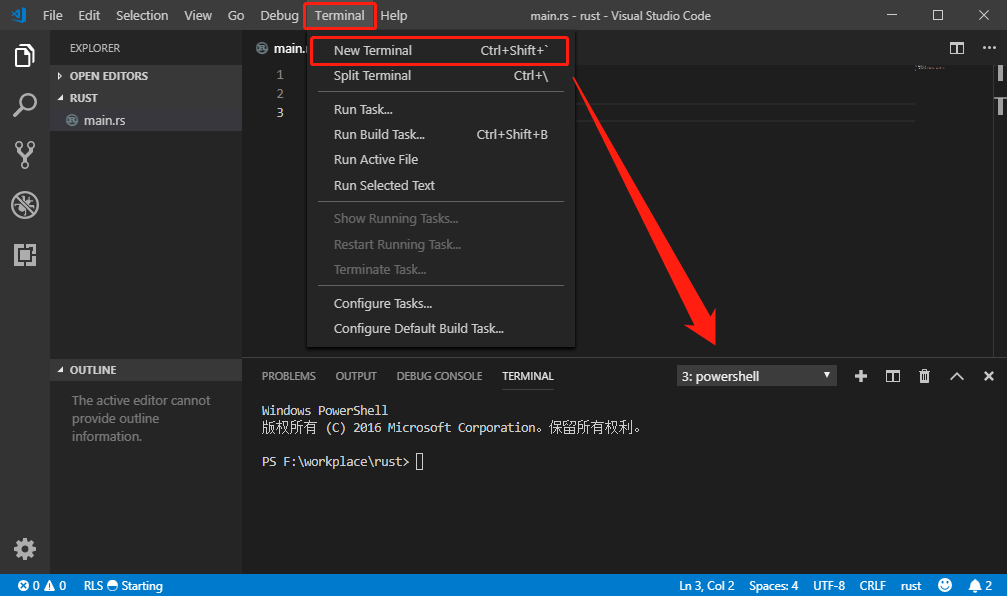 File Edit Selection View Go Debug Terminal Help main.rs - rust - Visual Studio Code
EXPLORER
OPEN EDITORS
RUST
main.rs
main.r
1
2
3
New Terminal Ctrl+Shift+`
Split Terminal Ctrl+\
Run Task...
Run Build Task... Ctrl+Shift+B
Run Active File
Run Selected Text
Show Running Tasks...
Restart Running Task...
Terminate Task...
Configure Tasks...
Configure Default Build Task...
OUTLINE
The active editor cannot
provide outline
information.
PROBLEMS OUTPUT DEBUG CONSOLE TERMINAL 3: powershell
Windows PowerShell
版权所有 (C) 2016 Microsoft Corporation。保留所有权利。
PS F:\workplace\rust>
0 0 RLS Starting Ln 3, Col 2 Spaces: 4 UTF-8 CRLF rust 2